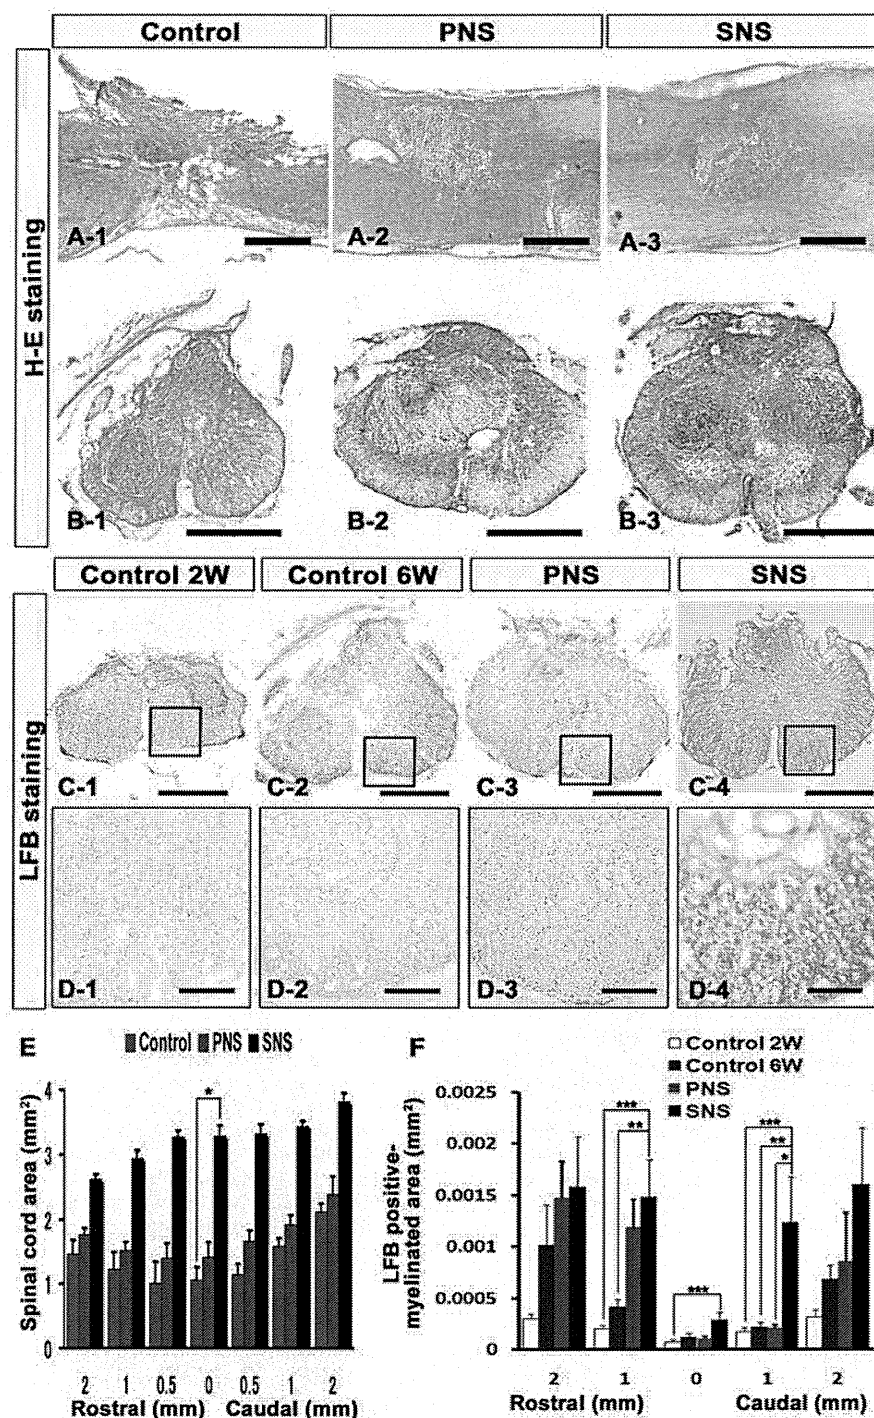 Control PNS SNS
H-E staining
A-1 A-2 A-3
B-1 B-2 B-3
Control 2W Control 6W PNS SNS
LFB staining
C-1 C-2 C-3 C-4
D-1 D-2 D-3 D-4
E
Control PNS SNS
Spinal cord area (mm²)
4
3
2
1
0
*
2 1 0.5 0 0.5 1 2
Rostral (mm) Caudal (mm)
F
Control 2W
Control 6W
PNS
SNS
LFB positive-
myelinated area (mm²)
0.0025
0.002
0.0015
0.001
0.0005
0
***
**
***
***
**
*
2 1 0 1 2
Rostral (mm) Caudal (mm)